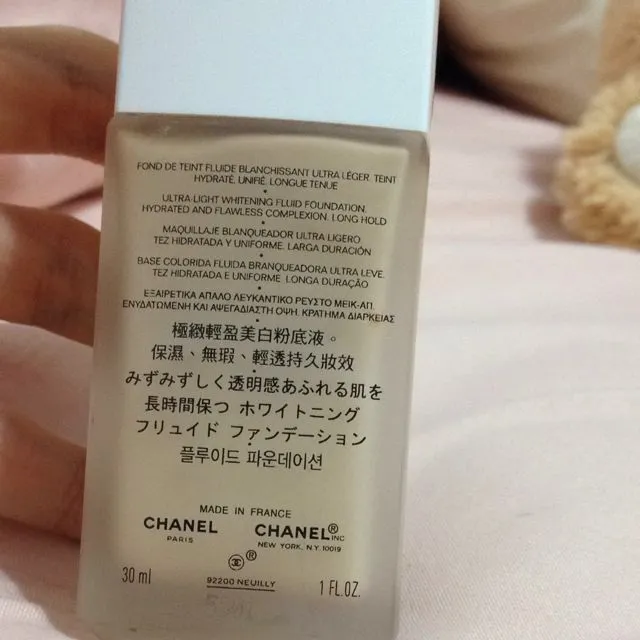 FOND DE TEINT FLUIDE BLANCHISSANT ULTRA LÉGER. TEINT
HYDRATÉ, UNIFIÉ. LONGUE TENUE
•
ULTRA-LIGHT WHITENING FLUID FOUNDATION.
HYDRATED AND FLAWLESS COMPLEXION. LONG HOLD
•
MAQUILLAJE BLANQUEADOR ULTRA LIGERO
TEZ HIDRATADA Y UNIFORME. LARGA DURACIÓN
•
BASE COLORIDA FLUIDA BRANQUEADORA ULTRA LEVE.
TEZ HIDRATADA E UNIFORME. LONGA DURAÇÃO
•
ΕΞΑΙΡΕΤΙΚΑ ΑΠΑΛΟ ΛΕΥΚΑΝΤΙΚΟ ΡΕΥΣΤΟ ΜΕΙΚ-ΑΠ.
ΕΝΥΔΑΤΩΜΕΝΗ ΚΑΙ ΑΨΕΓΑΔΙΑΣΤΗ ΟΨΗ. ΚΡΑΤΗΜΑ ΔΙΑΡΚΕΙΑΣ
極緻輕盈美白粉底液。
保濕、無瑕、輕透持久妝效
みずみずしく透明感あふれる肌を
長時間保つ ホワイトニング
フリュイド ファンデーション
플루이드 파운데이션
MADE IN FRANCE
CHANEL CHANEL® INC
PARIS NEW YORK, N.Y. 10019
®
30 ml 92200 NEUILLY 1 FL.OZ.